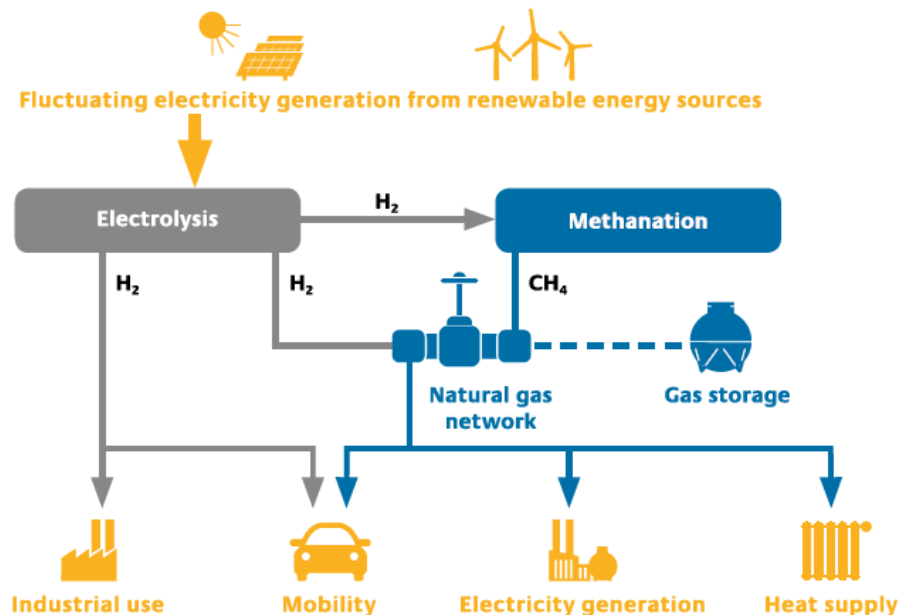 Fluctuating electricity generation from renewable energy sources
Electrolysis
H₂
Methanation
H₂
H₂
CH₄
Natural gas
network
Gas storage
Industrial use
Mobility
Electricity generation
Heat supply